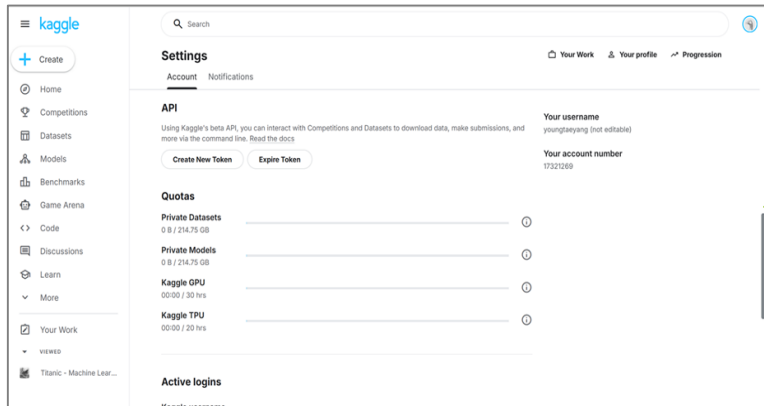 kaggle
Search
Create
Home
Competitions
Datasets
Models
Benchmarks
Game Arena
Code
Discussions
Learn
More
Your Work
VIEWED
Titanic - Machine Lear...
Settings
Your Work
Your profile
Progression
Account
Notifications
API
Using Kaggle's beta API, you can interact with Competitions and Datasets to download data, make submissions, and
more via the command line. Read the docs
Create New Token
Expire Token
Your username
youngtaeyang (not editable)
Your account number
17321269
Quotas
Private Datasets
0 B / 214.75 GB
Private Models
0 B / 214.75 GB
Kaggle GPU
00:00 / 30 hrs
Kaggle TPU
00:00 / 20 hrs
Active logins